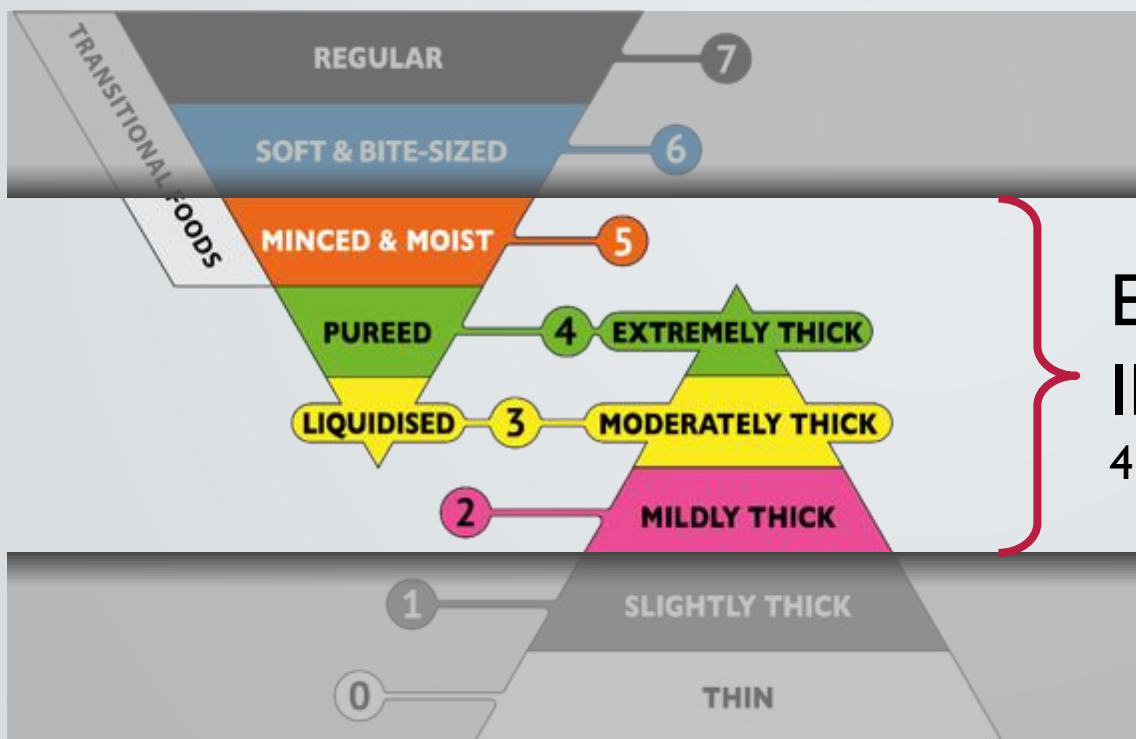 TRANSITIONAL FOODS
REGULAR
7
SOFT & BITE-SIZED
6
MINCED & MOIST
5
PUREED
4
EXTREMELY THICK
LIQUIDISED
3
MODERATELY THICK
2
MILDLY THICK
1
SLIGHTLY THICK
0
THIN
4